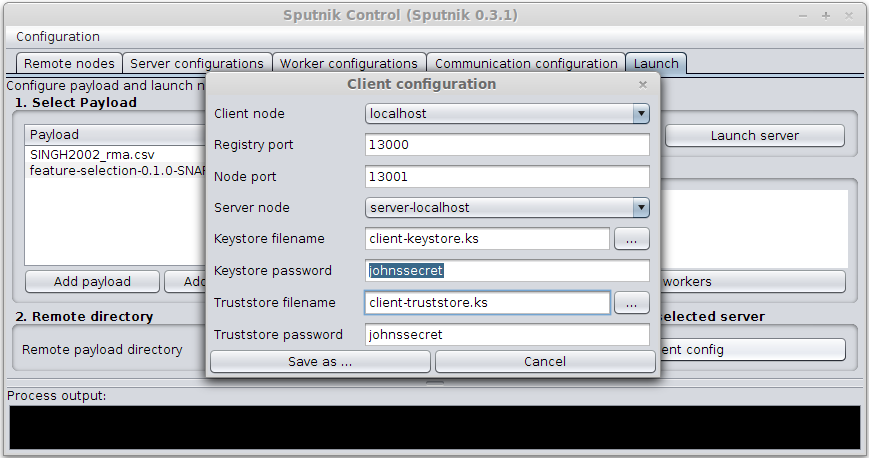 Sputnik Control (Sputnik 0.3.1)
Configuration
Remote nodes Server configurations Worker configurations Communication configuration Launch
Configure payload and launch n
1. Select Payload
Payload
SINGH2002_rma.csv
feature-selection-0.1.0-SNAP
Add payload
Add
2. Remote directory
Remote payload directory
Client configuration
Client node localhost
Registry port 13000
Node port 13001
Server node server-localhost
Keystore filename client-keystore.ks ...
Keystore password johnssecret
Truststore filename client-truststore.ks ...
Truststore password johnssecret
Save as ... Cancel
Launch server
workers
selected server
ent config
Process output: